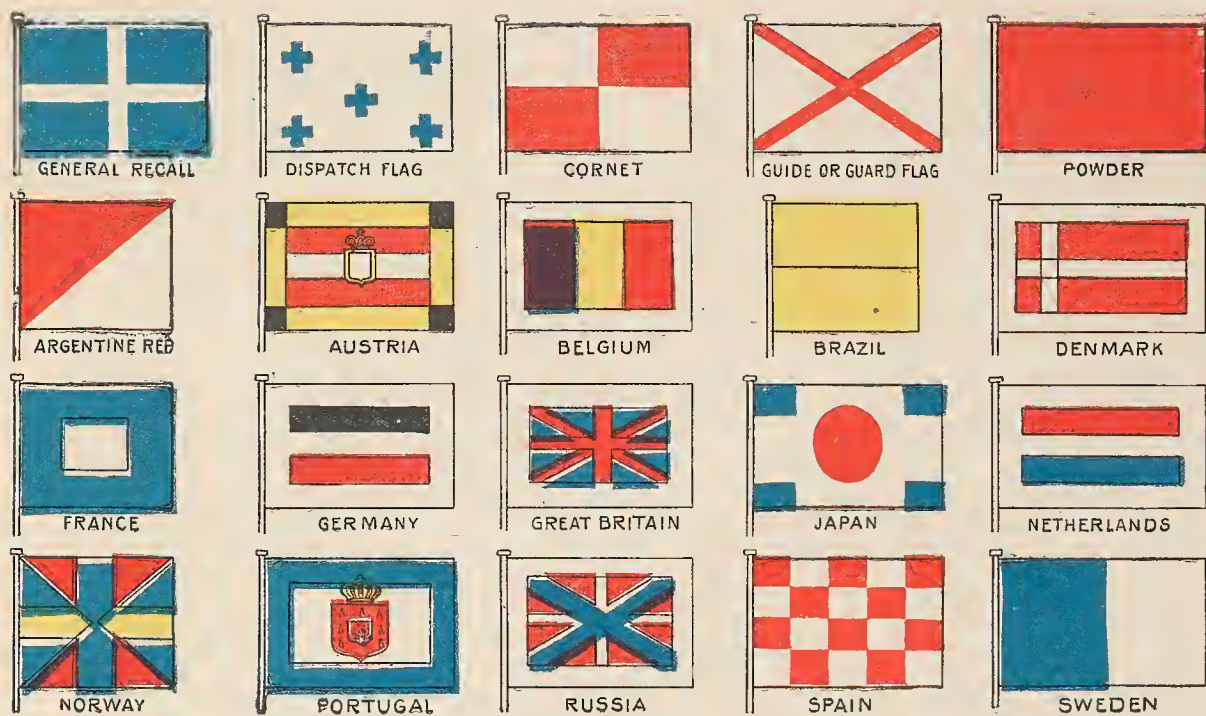 GENERAL RECALL
DISPATCH FLAG
CORNET
GUIDE OR GUARD FLAG
POWDER
ARGENTINE RED
AUSTRIA
BELGIUM
BRAZIL
DENMARK
FRANCE
GERMANY
GREAT BRITAIN
JAPAN
NETHERLANDS
NORWAY
PORTUGAL
RUSSIA
SPAIN
SWEDEN